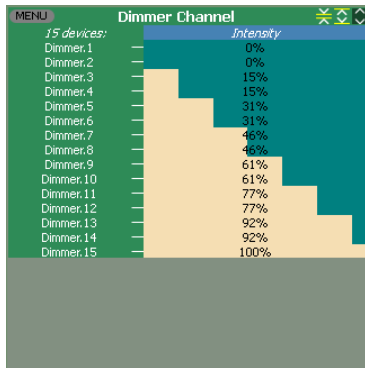 MENU Dimmer Channel
15 devices: Intensity
Dimmer.1 — 0%
Dimmer.2 — 0%
Dimmer.3 — 15%
Dimmer.4 — 15%
Dimmer.5 — 31%
Dimmer.6 — 31%
Dimmer.7 — 46%
Dimmer.8 — 46%
Dimmer.9 — 61%
Dimmer.10 — 61%
Dimmer.11 — 77%
Dimmer.12 — 77%
Dimmer.13 — 92%
Dimmer.14 — 92%
Dimmer.15 — 100%